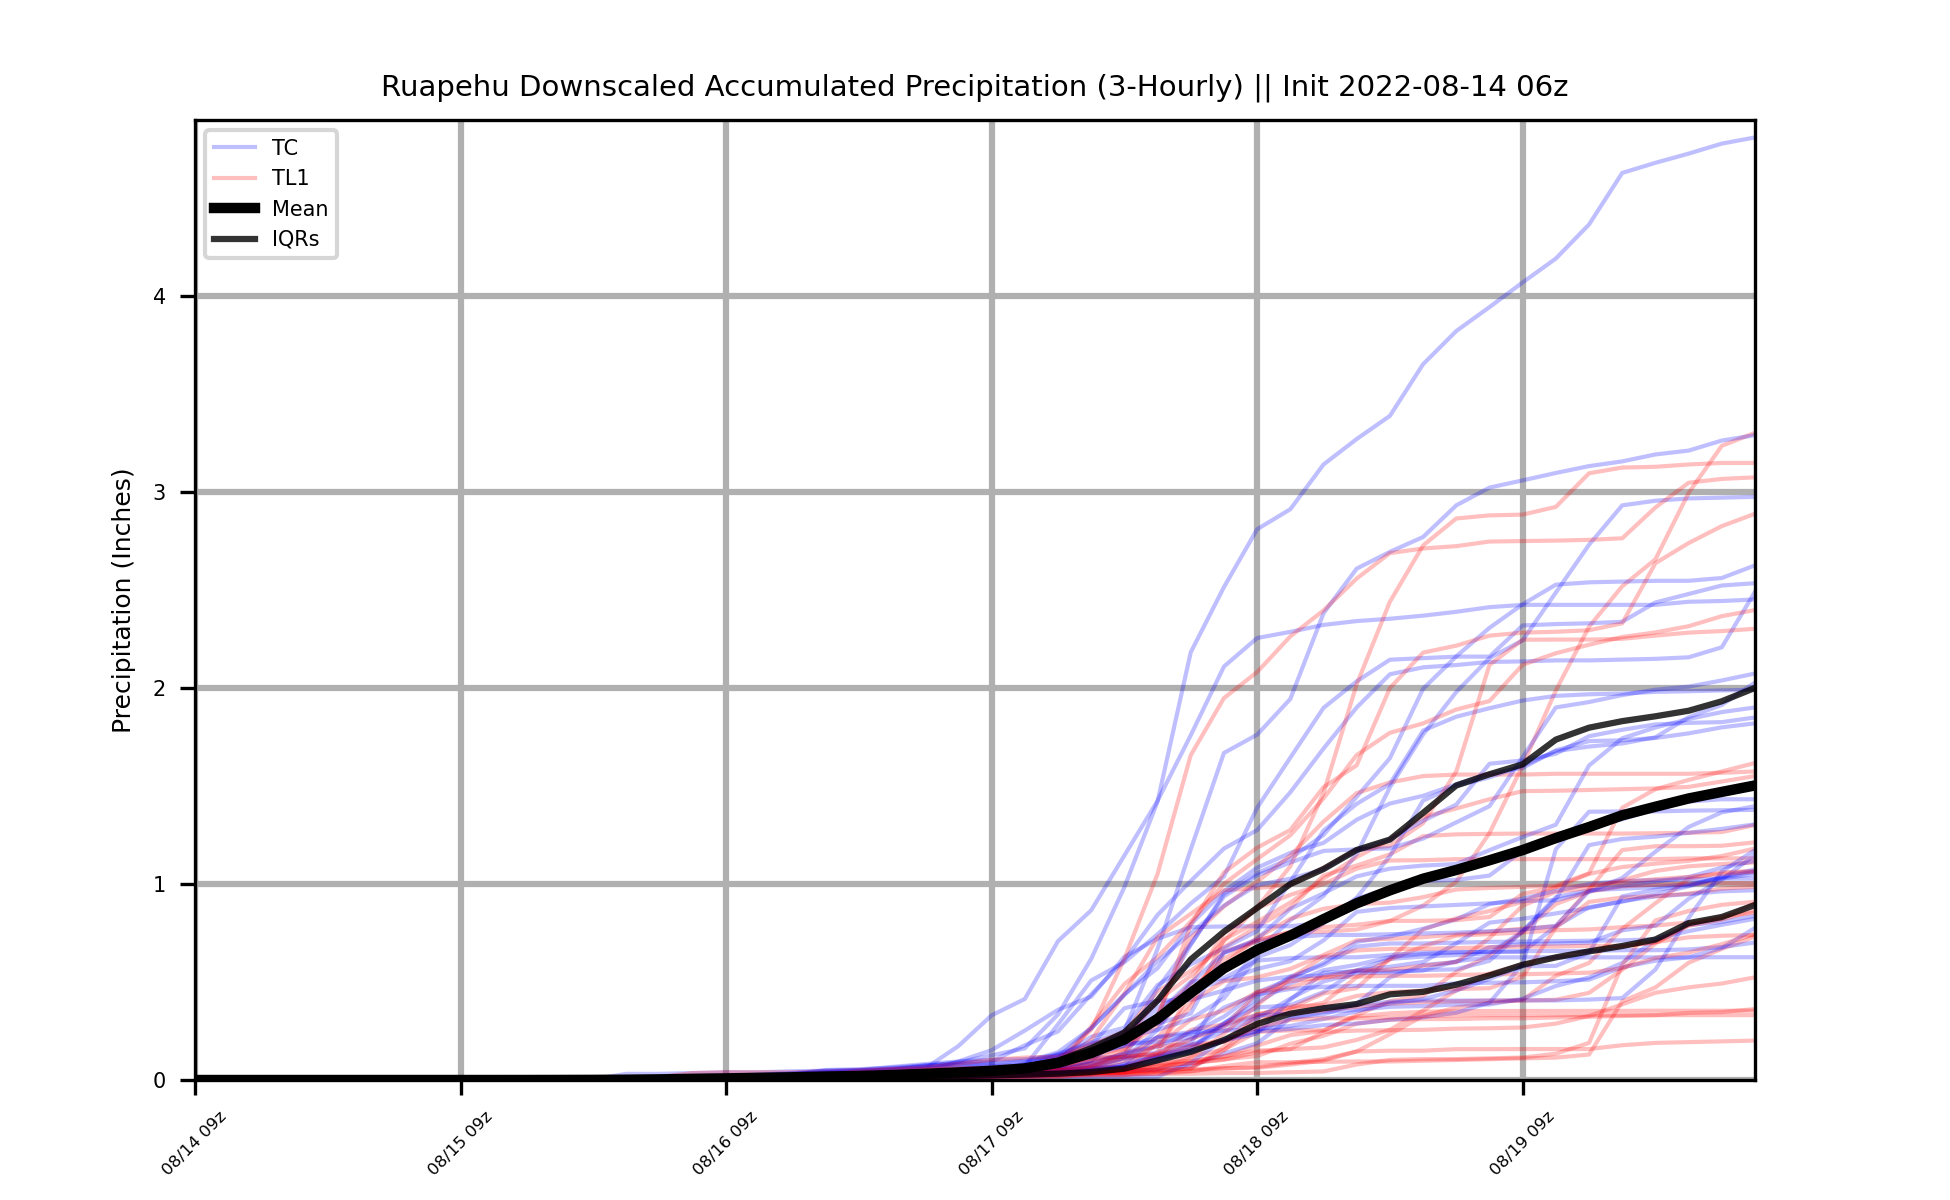 Ruapehu Downscaled Accumulated Precipitation (3-Hourly) || Init 2022-08-14 06z
TC
TL1
Mean
IQRs
Precipitation (Inches)
4
3
2
1
0
08/14 09z
08/15 09z
08/16 09z
08/17 09z
08/18 09z
08/19 09z